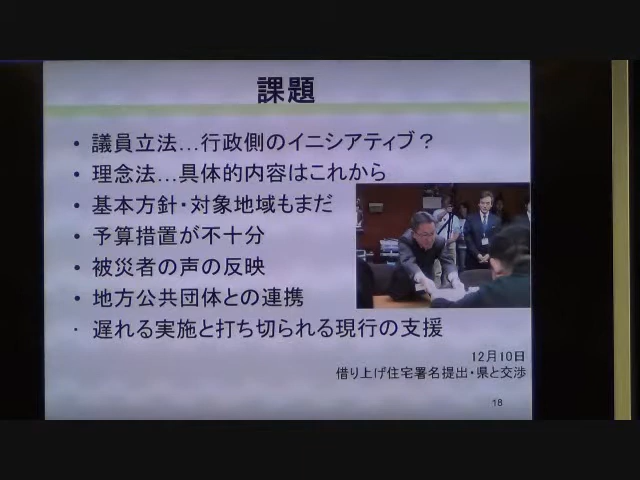 課題
• 議員立法…行政側のイニシアティブ？
• 理念法…具体的内容はこれから
• 基本方針・対象地域もまだ
• 予算措置が不十分
• 被災者の声の反映
• 地方公共団体との連携
• 遅れる実施と打ち切られる現行の支援
12月10日
借り上げ住宅署名提出・県と交渉
18